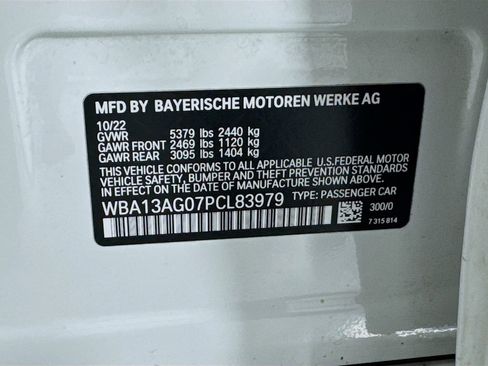 MFD BY BAYERISCHE MOTOREN WERKE AG
10/22
GVWR 5379 lbs 2440 kg
GAWR FRONT 2469 lbs 1120 kg
GAWR REAR 3095 lbs 1404 kg
THIS VEHICLE CONFORMS TO ALL APPLICABLE U.S.FEDERAL MOTOR
VEHICLE SAFETY, BUMPER AND THEFT PREVENTION STANDARDS
IN EFFECT ON THE DATE OF MANUFACTURE SHOWN ABOVE.
WBA13AG07PCL83979 TYPE: PASSENGER CAR
300/0
7 315 814